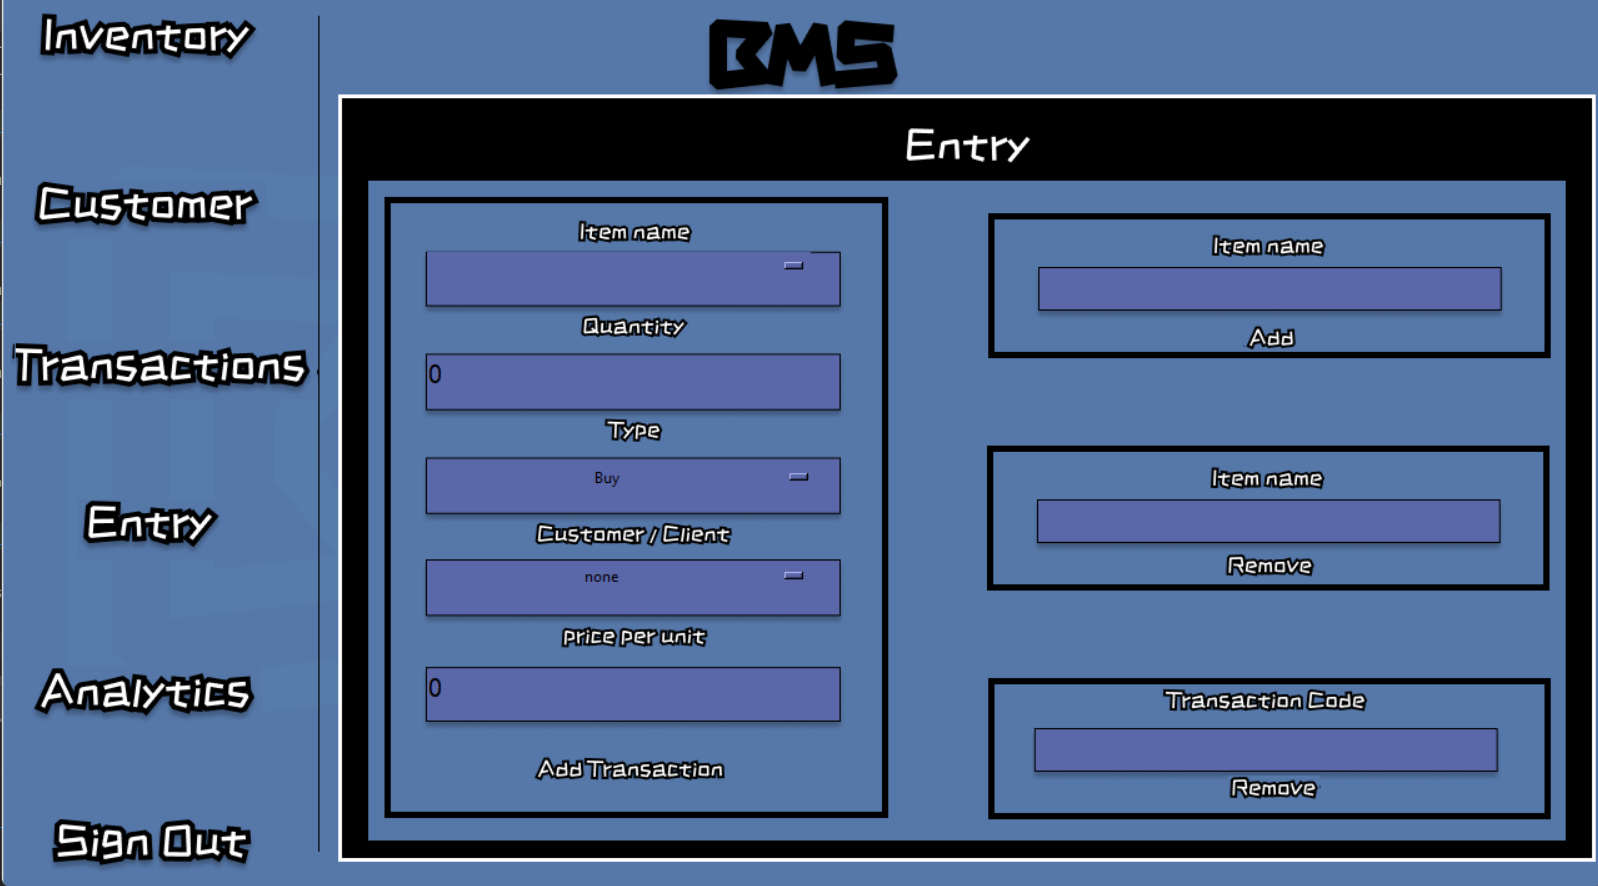 Inventory
Customer
Transactions
Entry
Analytics
Sign Out
BMS
Entry
Item name
Quantity
0
Type
Buy
Customer / Client
none
price per unit
0
Add Transaction
Item name
Add
Item name
Remove
Transaction Code
Remove